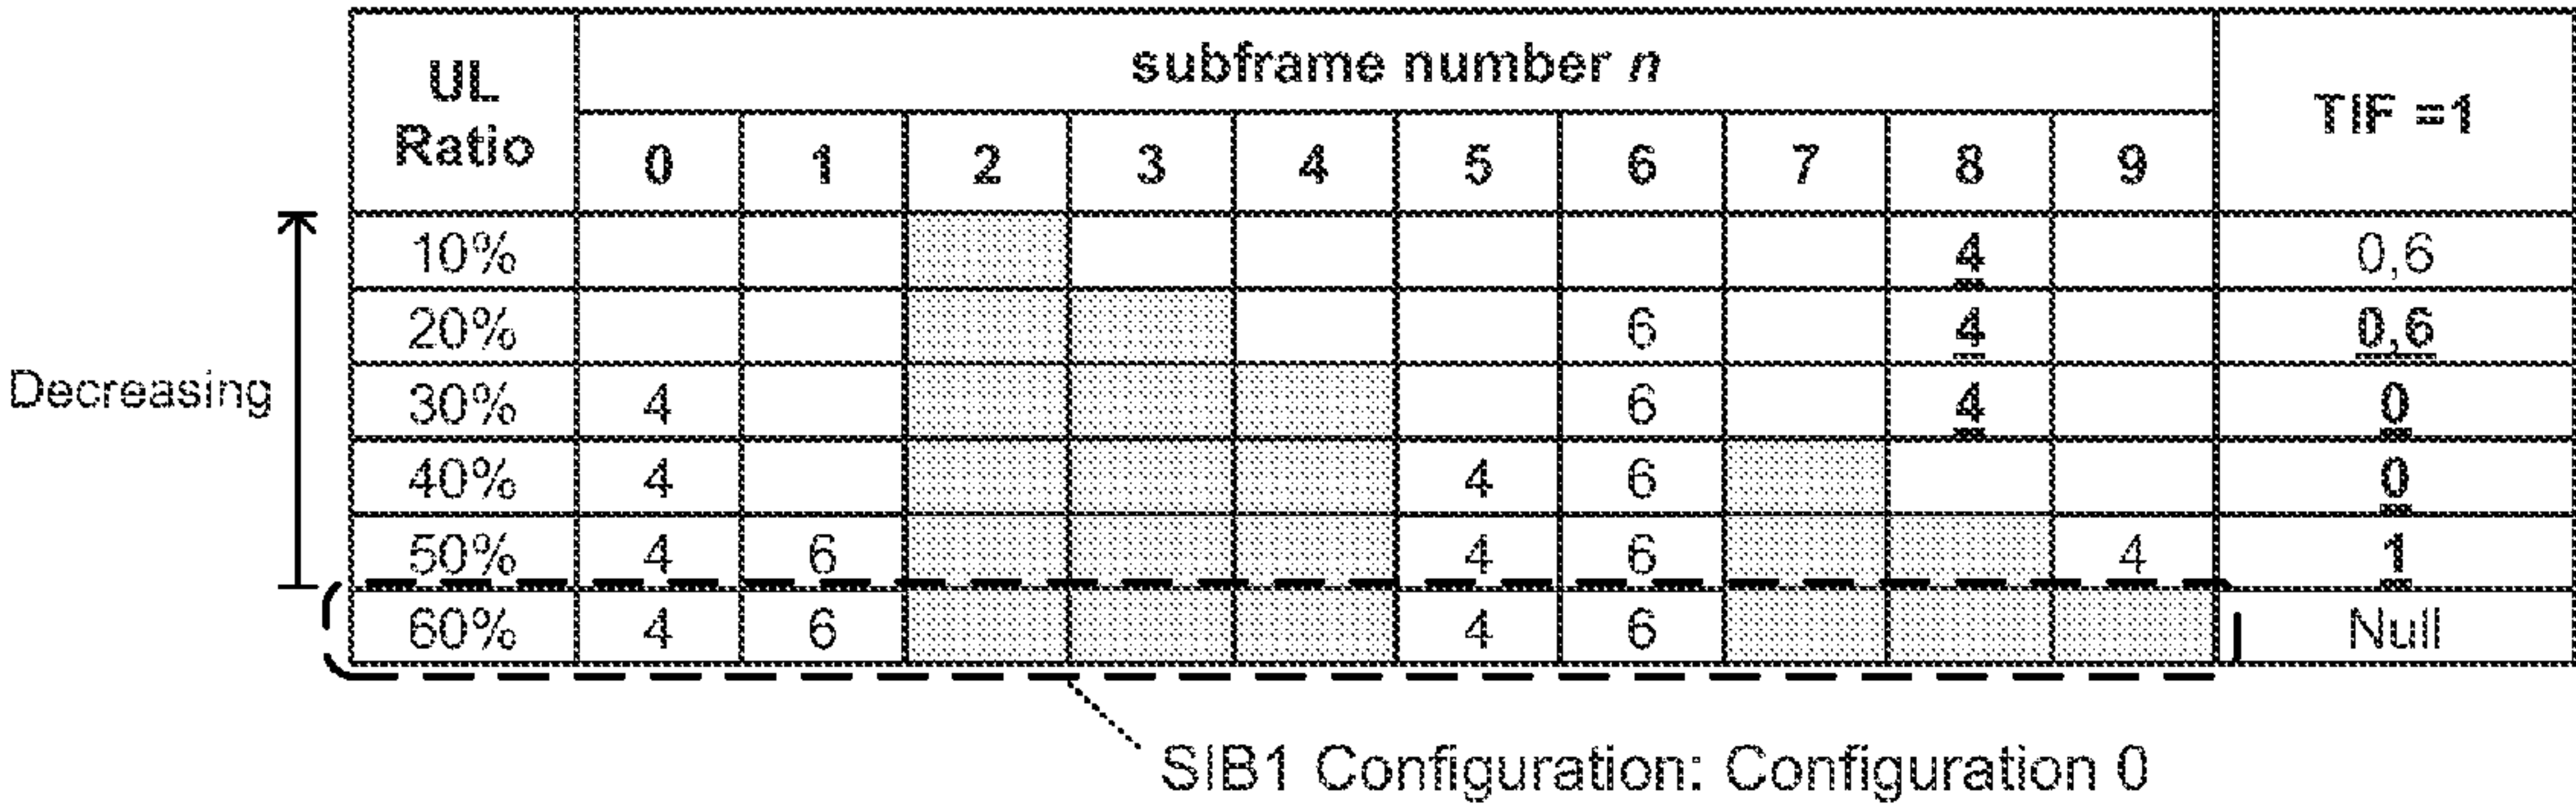 UL Ratio subframe number n TIF =1
0 1 2 3 4 5 6 7 8 9
10% 4 0,6
20% 6 4 0,6
Decreasing 30% 4 6 4 0
40% 4 4 6 0
50% 4 6 4 6 4 1
60% 4 6 4 6 Null
SIB1 Configuration: Configuration 0